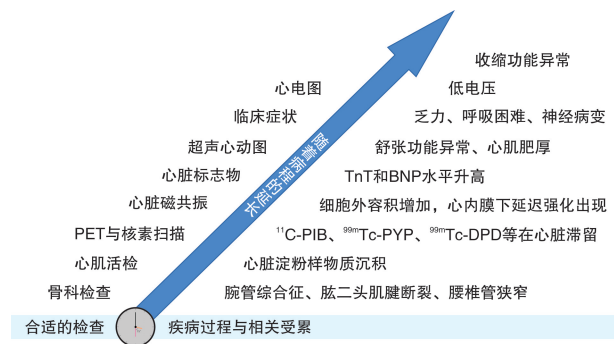 收缩功能异常
心电图 低电压
临床症状 乏力、呼吸困难、神经病变
超声心动图 舒张功能异常、心肌肥厚
心脏标志物 TnT和BNP水平升高
心脏磁共振 细胞外容积增加，心内膜下延迟强化出现
PET与核素扫描 ¹¹C-PIB、⁹⁹ᵐTc-PYP、⁹⁹ᵐTc-DPD等在心脏滞留
心肌活检 心脏淀粉样物质沉积
骨科检查 腕管综合征、肱二头肌腱断裂、腰椎管狭窄
合适的检查 疾病过程与相关受累
随着病程的延长